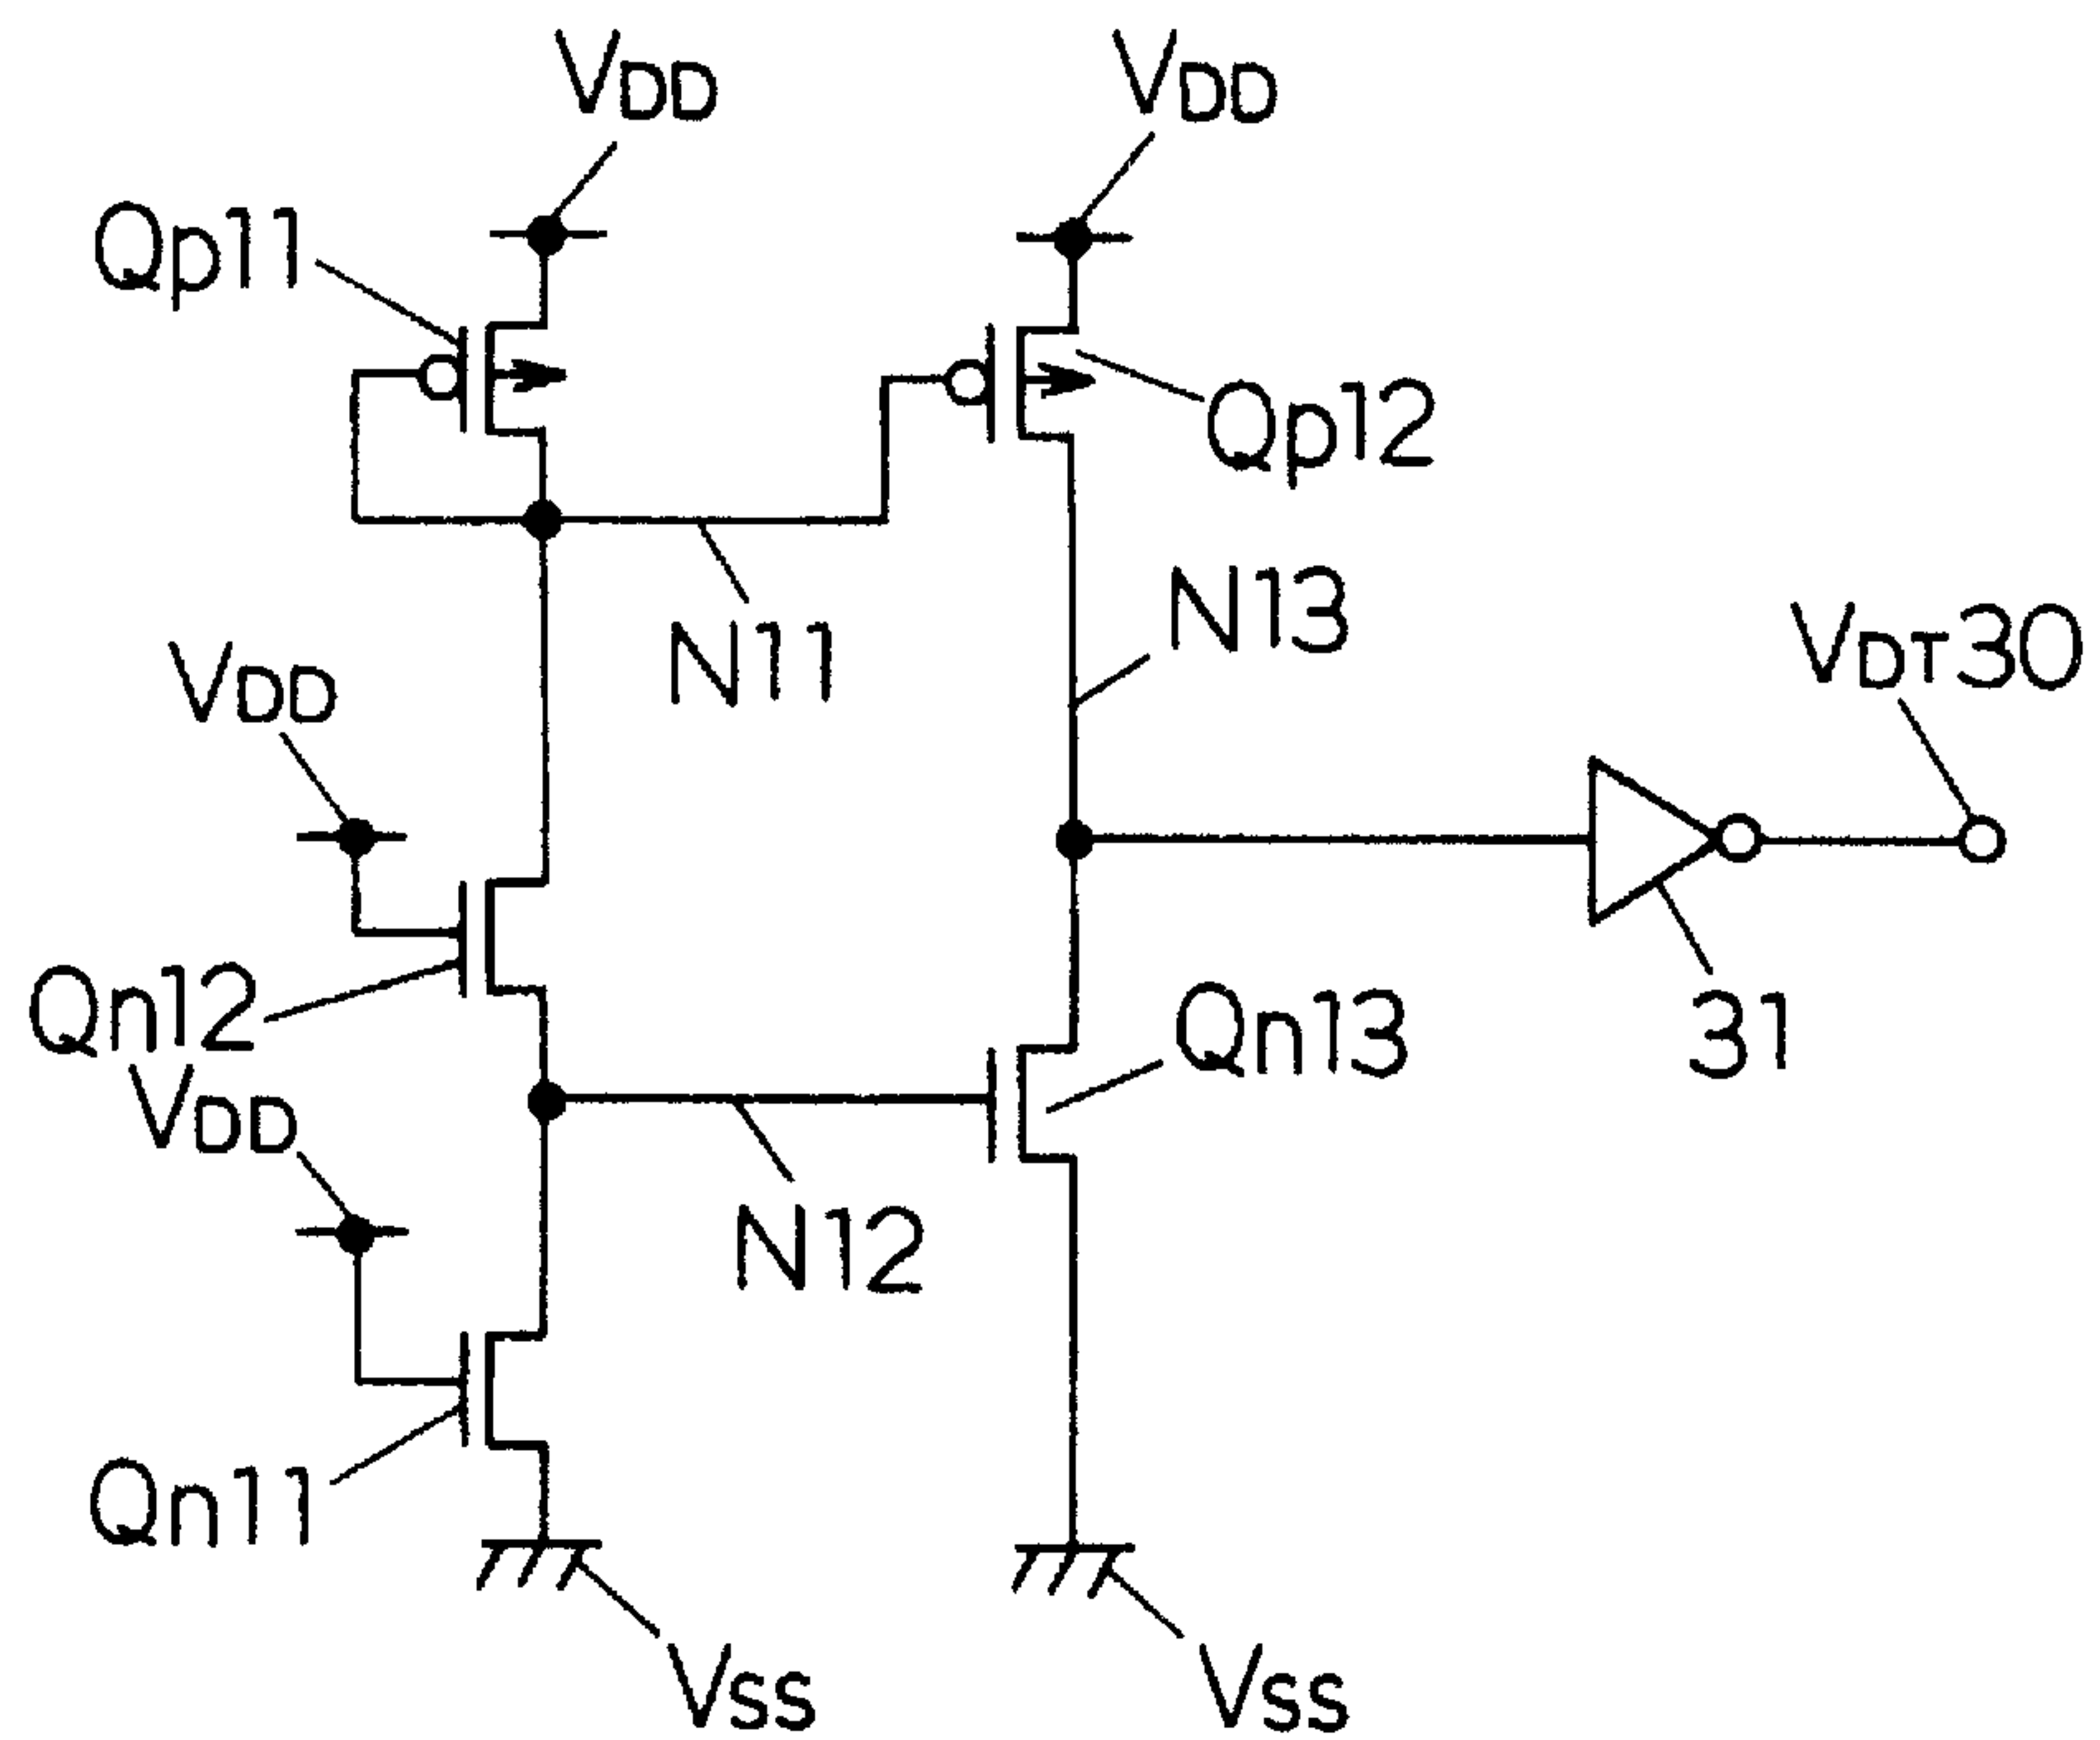 VDD VDD
Qp11
Qp12
N11
N13
VDD
VDT30
Qn12
Qn13
31
VDD
N12
Qn11
VSS VSS